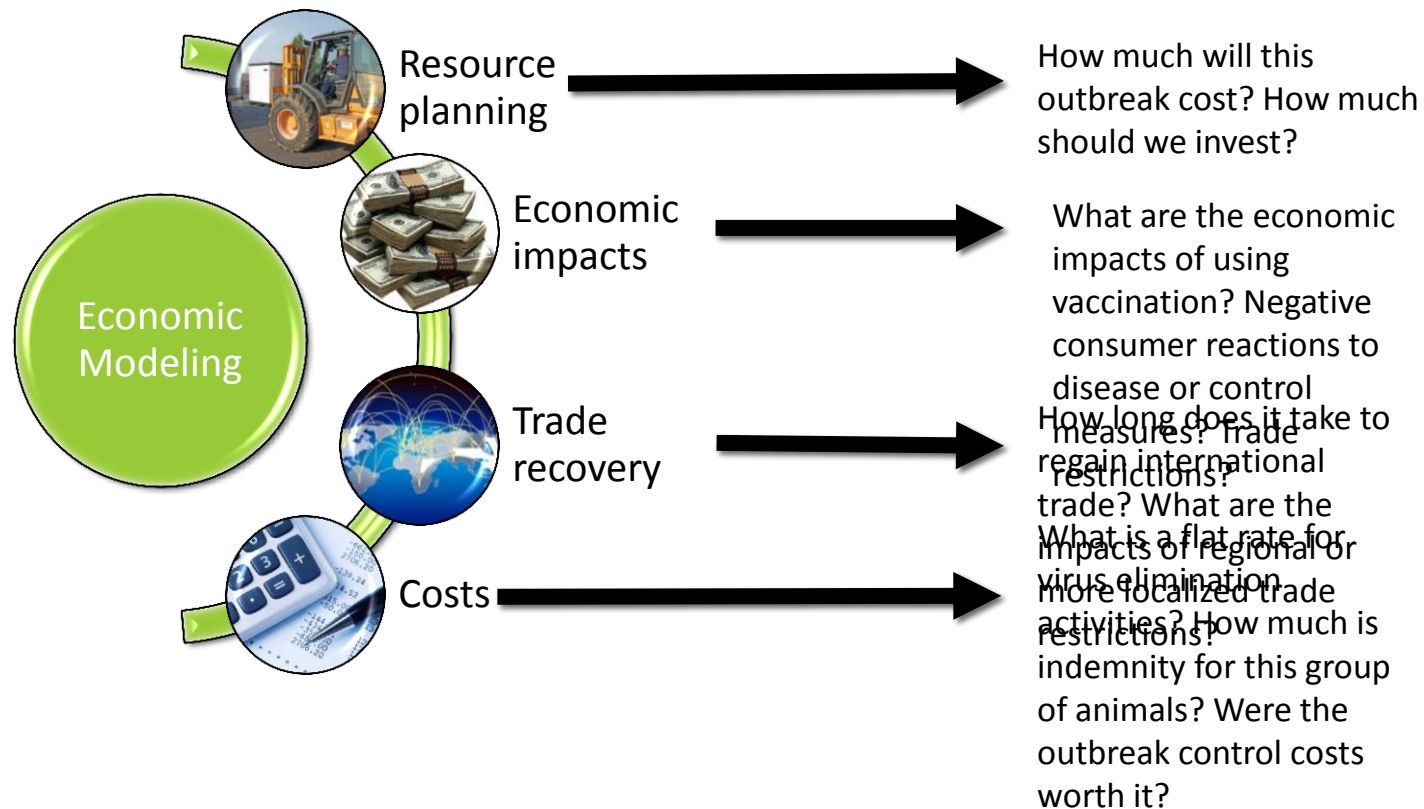 Economic
Modeling
Resource
planning
How much will this
outbreak cost? How much
should we invest?
Economic
impacts
What are the economic
impacts of using
vaccination? Negative
consumer reactions to
disease or control
measures? Trade
restrictions?
Trade
recovery
How long does it take to
regain international
trade? What are the
impacts of regional or
more localized trade
restrictions?
Costs
What is a flat rate for
virus elimination
activities? How much is
indemnity for this group
of animals? Were the
outbreak control costs
worth it?